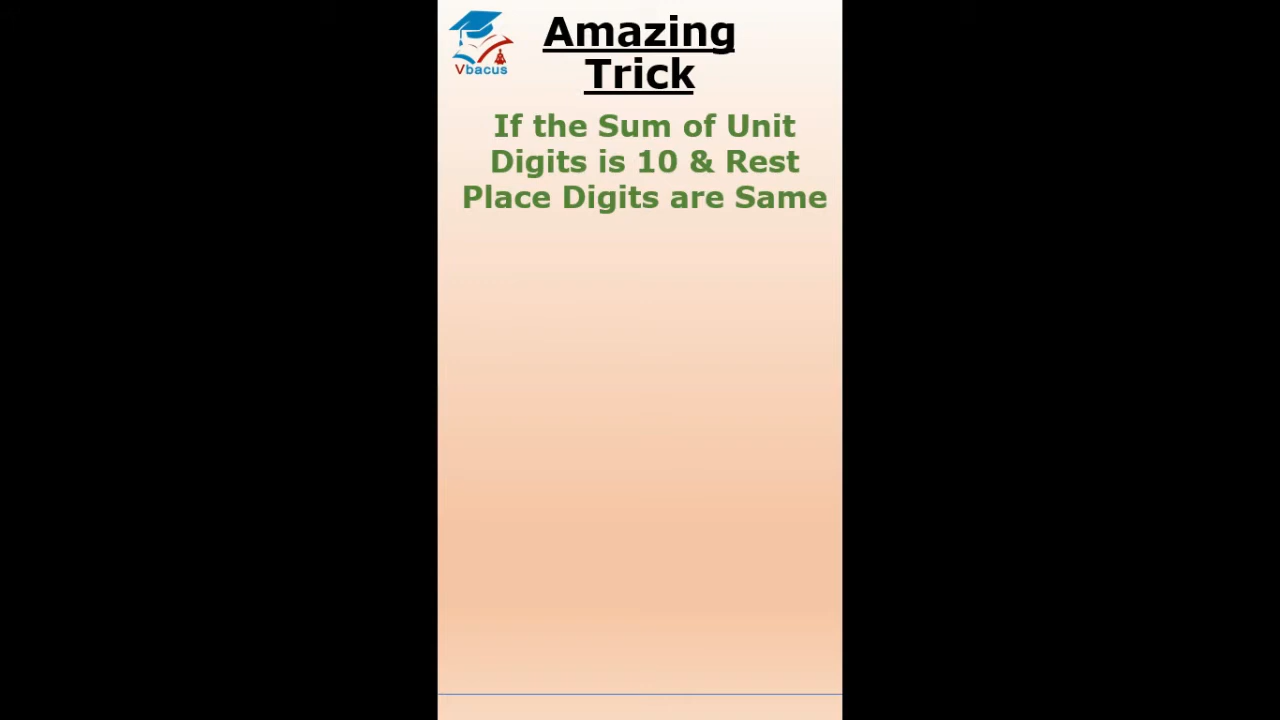 Amazing
Trick
Vbacus
If the Sum of Unit
Digits is 10 & Rest
Place Digits are Same